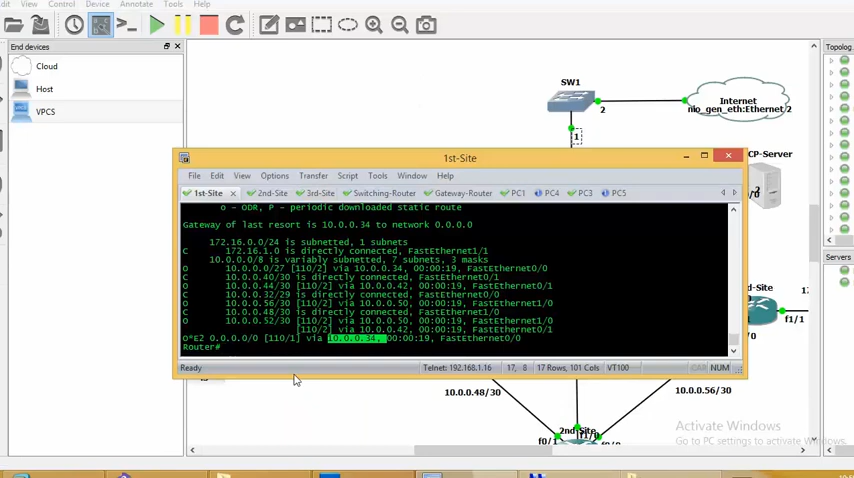 Edit View Control Device Annotate Tools Help
End devices
Cloud
Host
VPCS
Topolog
Servers
SW1
2
1
Internet
nio_gen_eth:Ethernet 2
CP-Server
f1/1
10.0.0.48/30
10.0.0.56/30
2nd-Site
f0/1
f1/0
1st-Site
File Edit View Options Transfer Script Tools Window Help
1st-Site 2nd-Site 3rd-Site Switching-Router Gateway-Router PC1 PC4 PC3 PC5
o - ODR, P - periodic downloaded static route
Gateway of last resort is 10.0.0.34 to network 0.0.0.0
172.16.0.0/24 is subnetted, 1 subnets
C 172.16.1.0 is directly connected, FastEthernet1/1
10.0.0.0/8 is variably subnetted, 7 subnets, 3 masks
O 10.0.0.0/27 [110/2] via 10.0.0.34, 00:00:19, FastEthernet0/0
C 10.0.0.40/30 is directly connected, FastEthernet0/1
O 10.0.0.44/30 [110/2] via 10.0.0.42, 00:00:19, FastEthernet0/1
C 10.0.0.32/29 is directly connected, FastEthernet0/0
O 10.0.0.56/30 [110/2] via 10.0.0.50, 00:00:19, FastEthernet1/0
C 10.0.0.48/30 is directly connected, FastEthernet1/0
O 10.0.0.52/30 [110/2] via 10.0.0.50, 00:00:19, FastEthernet1/0
[110/2] via 10.0.0.42, 00:00:19, FastEthernet0/1
O*E2 0.0.0.0/0 [110/1] via 10.0.0.34, 00:00:19, FastEthernet0/0
Router#
Ready Telnet: 192.168.1.16 17, 8 17 Rows, 101 Cols VT100 CAP NUM
Activate Windows
Go to PC settings to activate Windows.